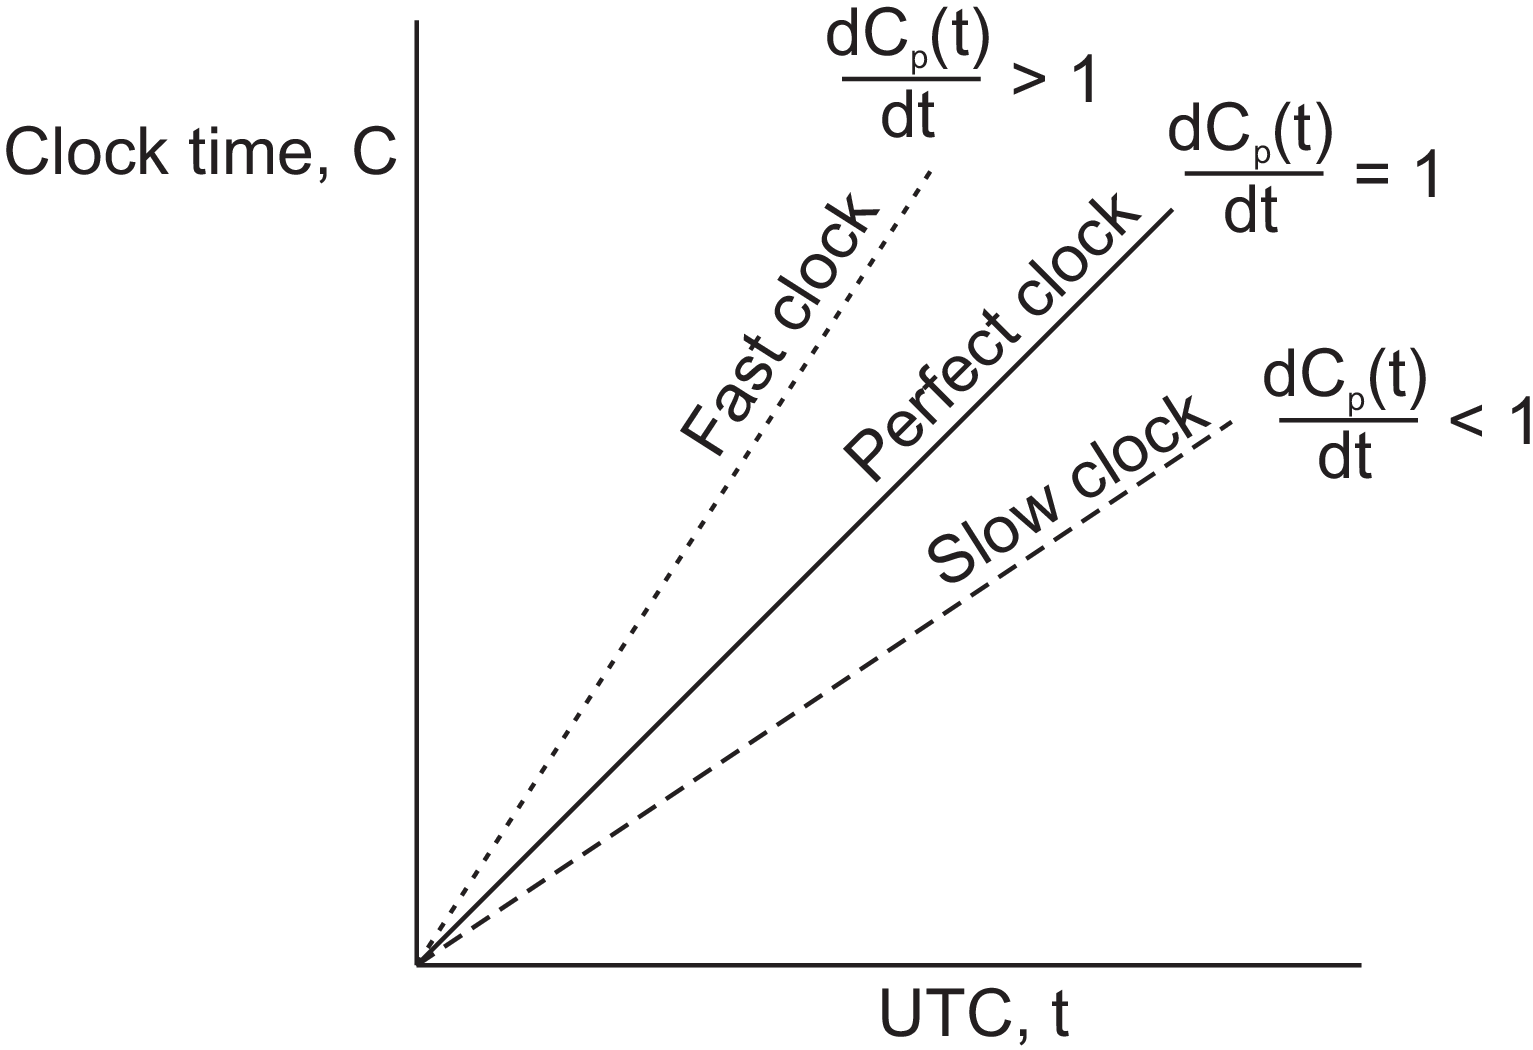 dCp(t)
dt
> 1
Clock time, C
dCp(t)
dt
= 1
Fast clock
Perfect clock
Slow clock
dCp(t)
dt
< 1
UTC, t